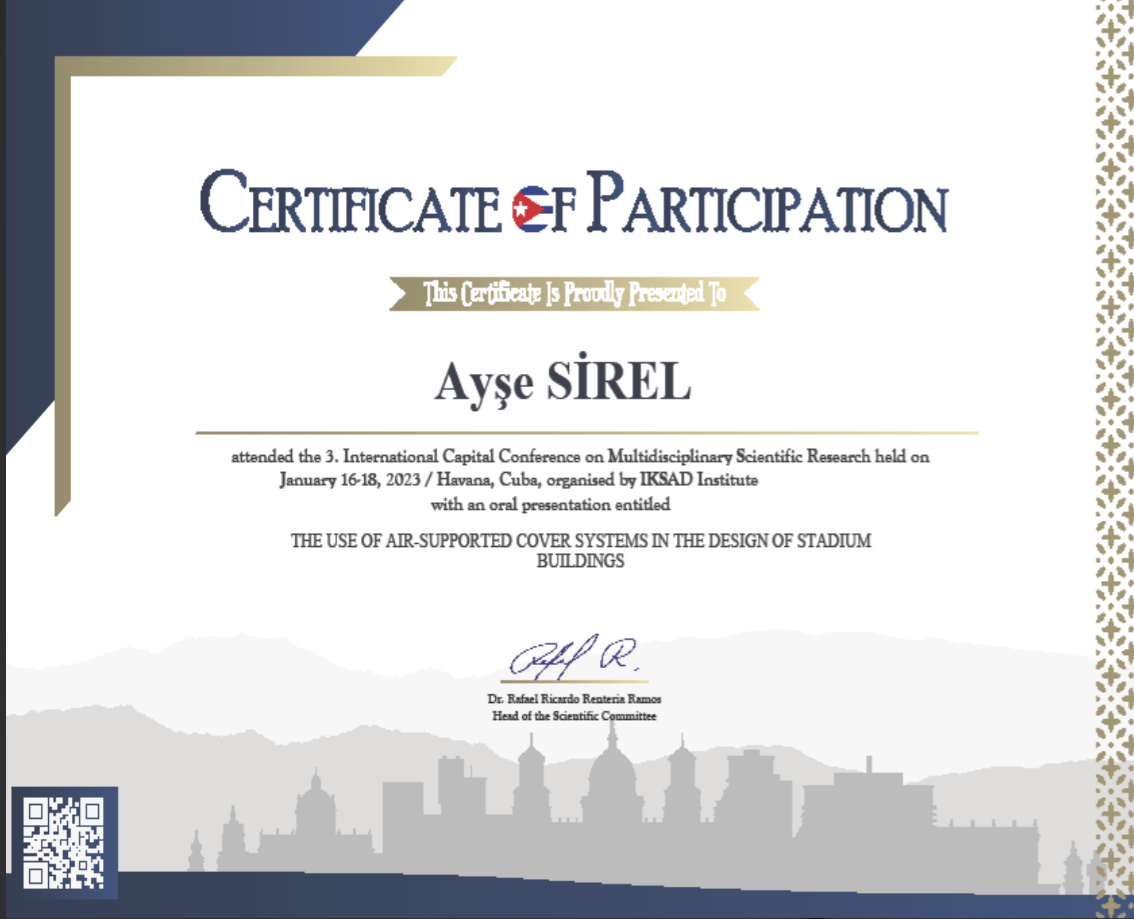 CERTIFICATE OF PARTICIPATION
This Certificate Is Proudly Presented To
Ayşe SİREL
attended the 3. International Capital Conference on Multidisciplinary Scientific Research held on
January 16-18, 2023 / Havana, Cuba, organised by IKSAD Institute
with an oral presentation entitled
THE USE OF AIR-SUPPORTED COVER SYSTEMS IN THE DESIGN OF STADIUM
BUILDINGS
Dr. Rafael Ricardo Renteria Ramos
Head of the Scientific Committee